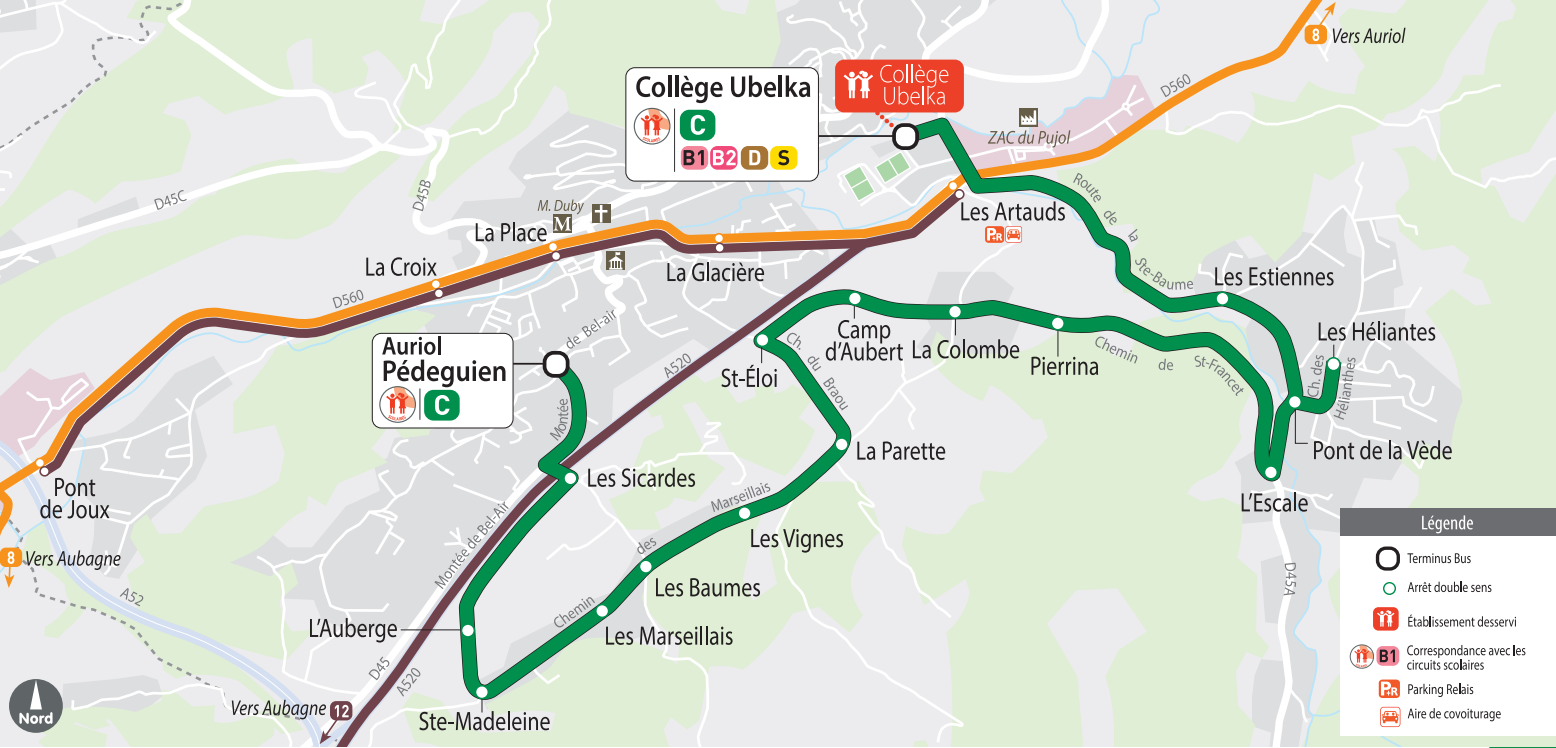 8 Vers Auriol
D560
Collège Ubelka
Collège
Ubelka
SCOLAIRES
C
B1 B2 D S
ZAC du Pujol
D45C
D45B
M. Duby
M
La Place
La Croix
La Glacière
D560
Les Artauds
P+R
Route de la Ste-Baume
Les Estiennes
Les Héliantes
Ch. des
Hélianthes
Pont de la Vède
L'Escale
D45A
Chemin de St-Francet
Pierrina
La Colombe
Camp
d'Aubert
St-Éloi
Ch. du Braou
La Parette
A520
Auriol
Pédeguien
SCOLAIRES
C
Montée de Bel-air
Les Sicardes
Pont
de Joux
8 Vers Aubagne
A52
Montée de Bel-Air
Chemin des Marseillais
Les Vignes
Les Baumes
Les Marseillais
L'Auberge
Ste-Madeleine
D45
A520
Vers Aubagne 12
Nord
Légende
Terminus Bus
Arrêt double sens
Établissement desservi
B1 Correspondance avec les
circuits scolaires
P+R Parking Relais
Aire de covoiturage